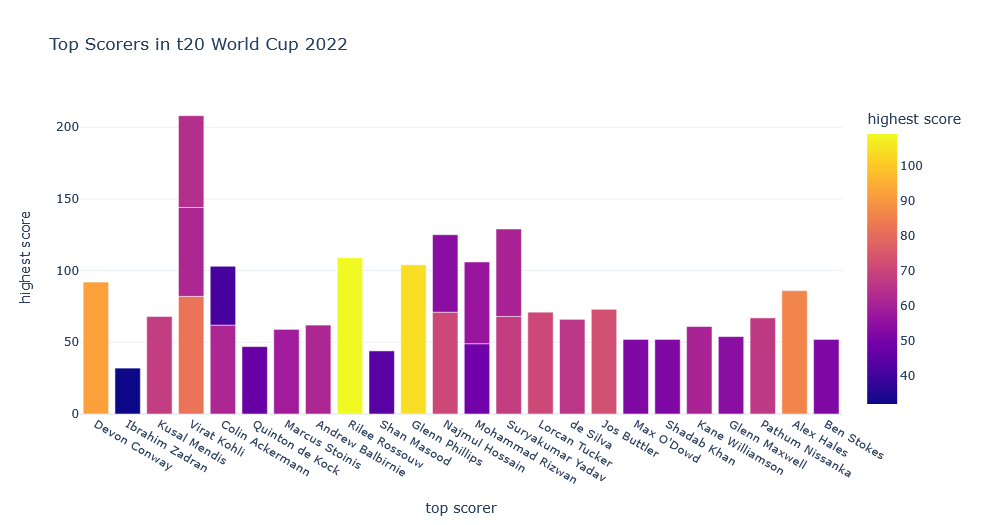 Top Scorers in t20 World Cup 2022
highest score
200
150
100
50
0
highest score
100
90
80
70
60
50
40
Devon Conway
Ibrahim Zadran
Kusal Mendis
Virat Kohli
Colin Ackermann
Quinton de Kock
Marcus Stoinis
Andrew Balbirnie
Rilee Rossouw
Shan Masood
Glenn Phillips
Najmul Hossain
Mohammad Rizwan
Suryakumar Yadav
Lorcan Tucker
de Silva
Jos Buttler
Max O'Dowd
Shadab Khan
Kane Williamson
Glenn Maxwell
Pathum Nissanka
Alex Hales
Ben Stokes
top scorer